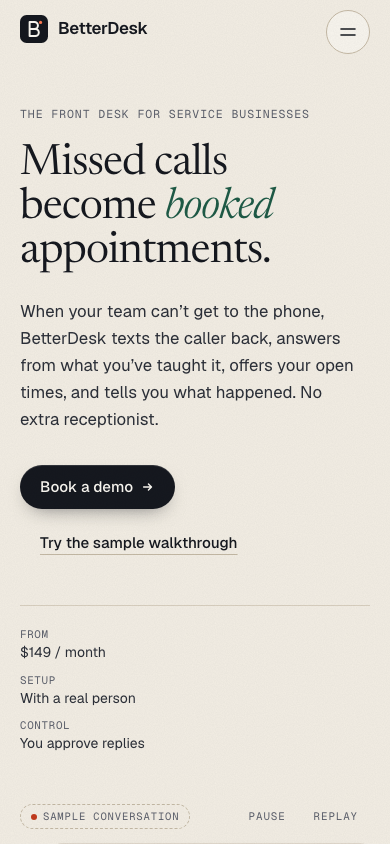 BetterDesk
THE FRONT DESK FOR SERVICE BUSINESSES
Missed calls
become booked
appointments.
When your team can’t get to the phone,
BetterDesk texts the caller back, answers
from what you’ve taught it, offers your open
times, and tells you what happened. No
extra receptionist.
Book a demo →
Try the sample walkthrough
FROM
$149 / month
SETUP
With a real person
CONTROL
You approve replies
SAMPLE CONVERSATION PAUSE REPLAY